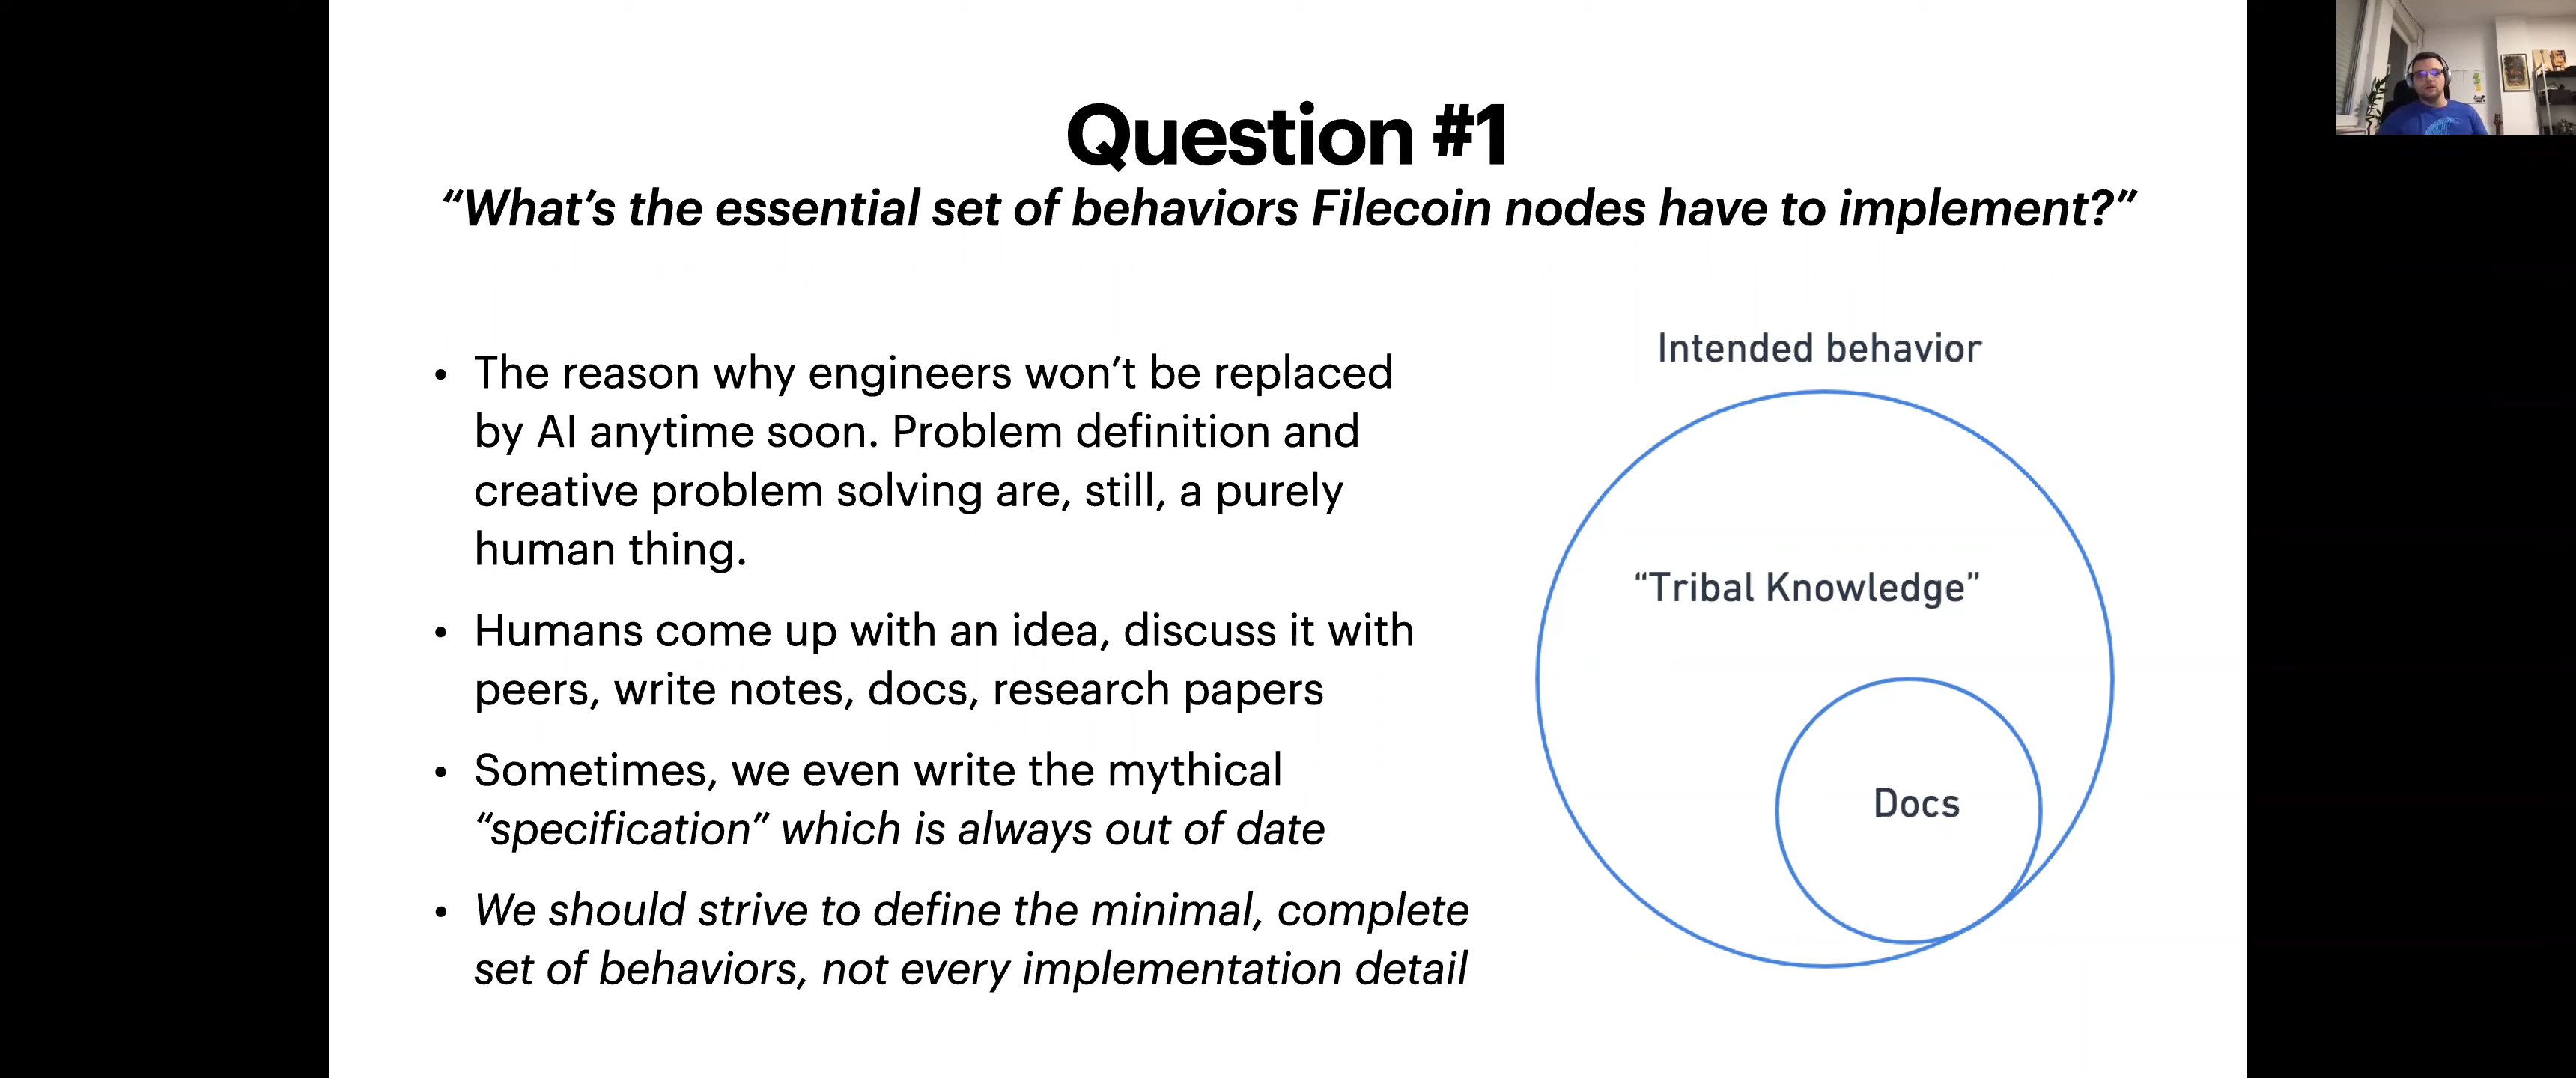 Question #1
“What’s the essential set of behaviors Filecoin nodes have to implement?”
• The reason why engineers won’t be replaced
by AI anytime soon. Problem definition and
creative problem solving are, still, a purely
human thing.
• Humans come up with an idea, discuss it with
peers, write notes, docs, research papers
• Sometimes, we even write the mythical
“specification” which is always out of date
• We should strive to define the minimal, complete
set of behaviors, not every implementation detail
Intended behavior
“Tribal Knowledge”
Docs